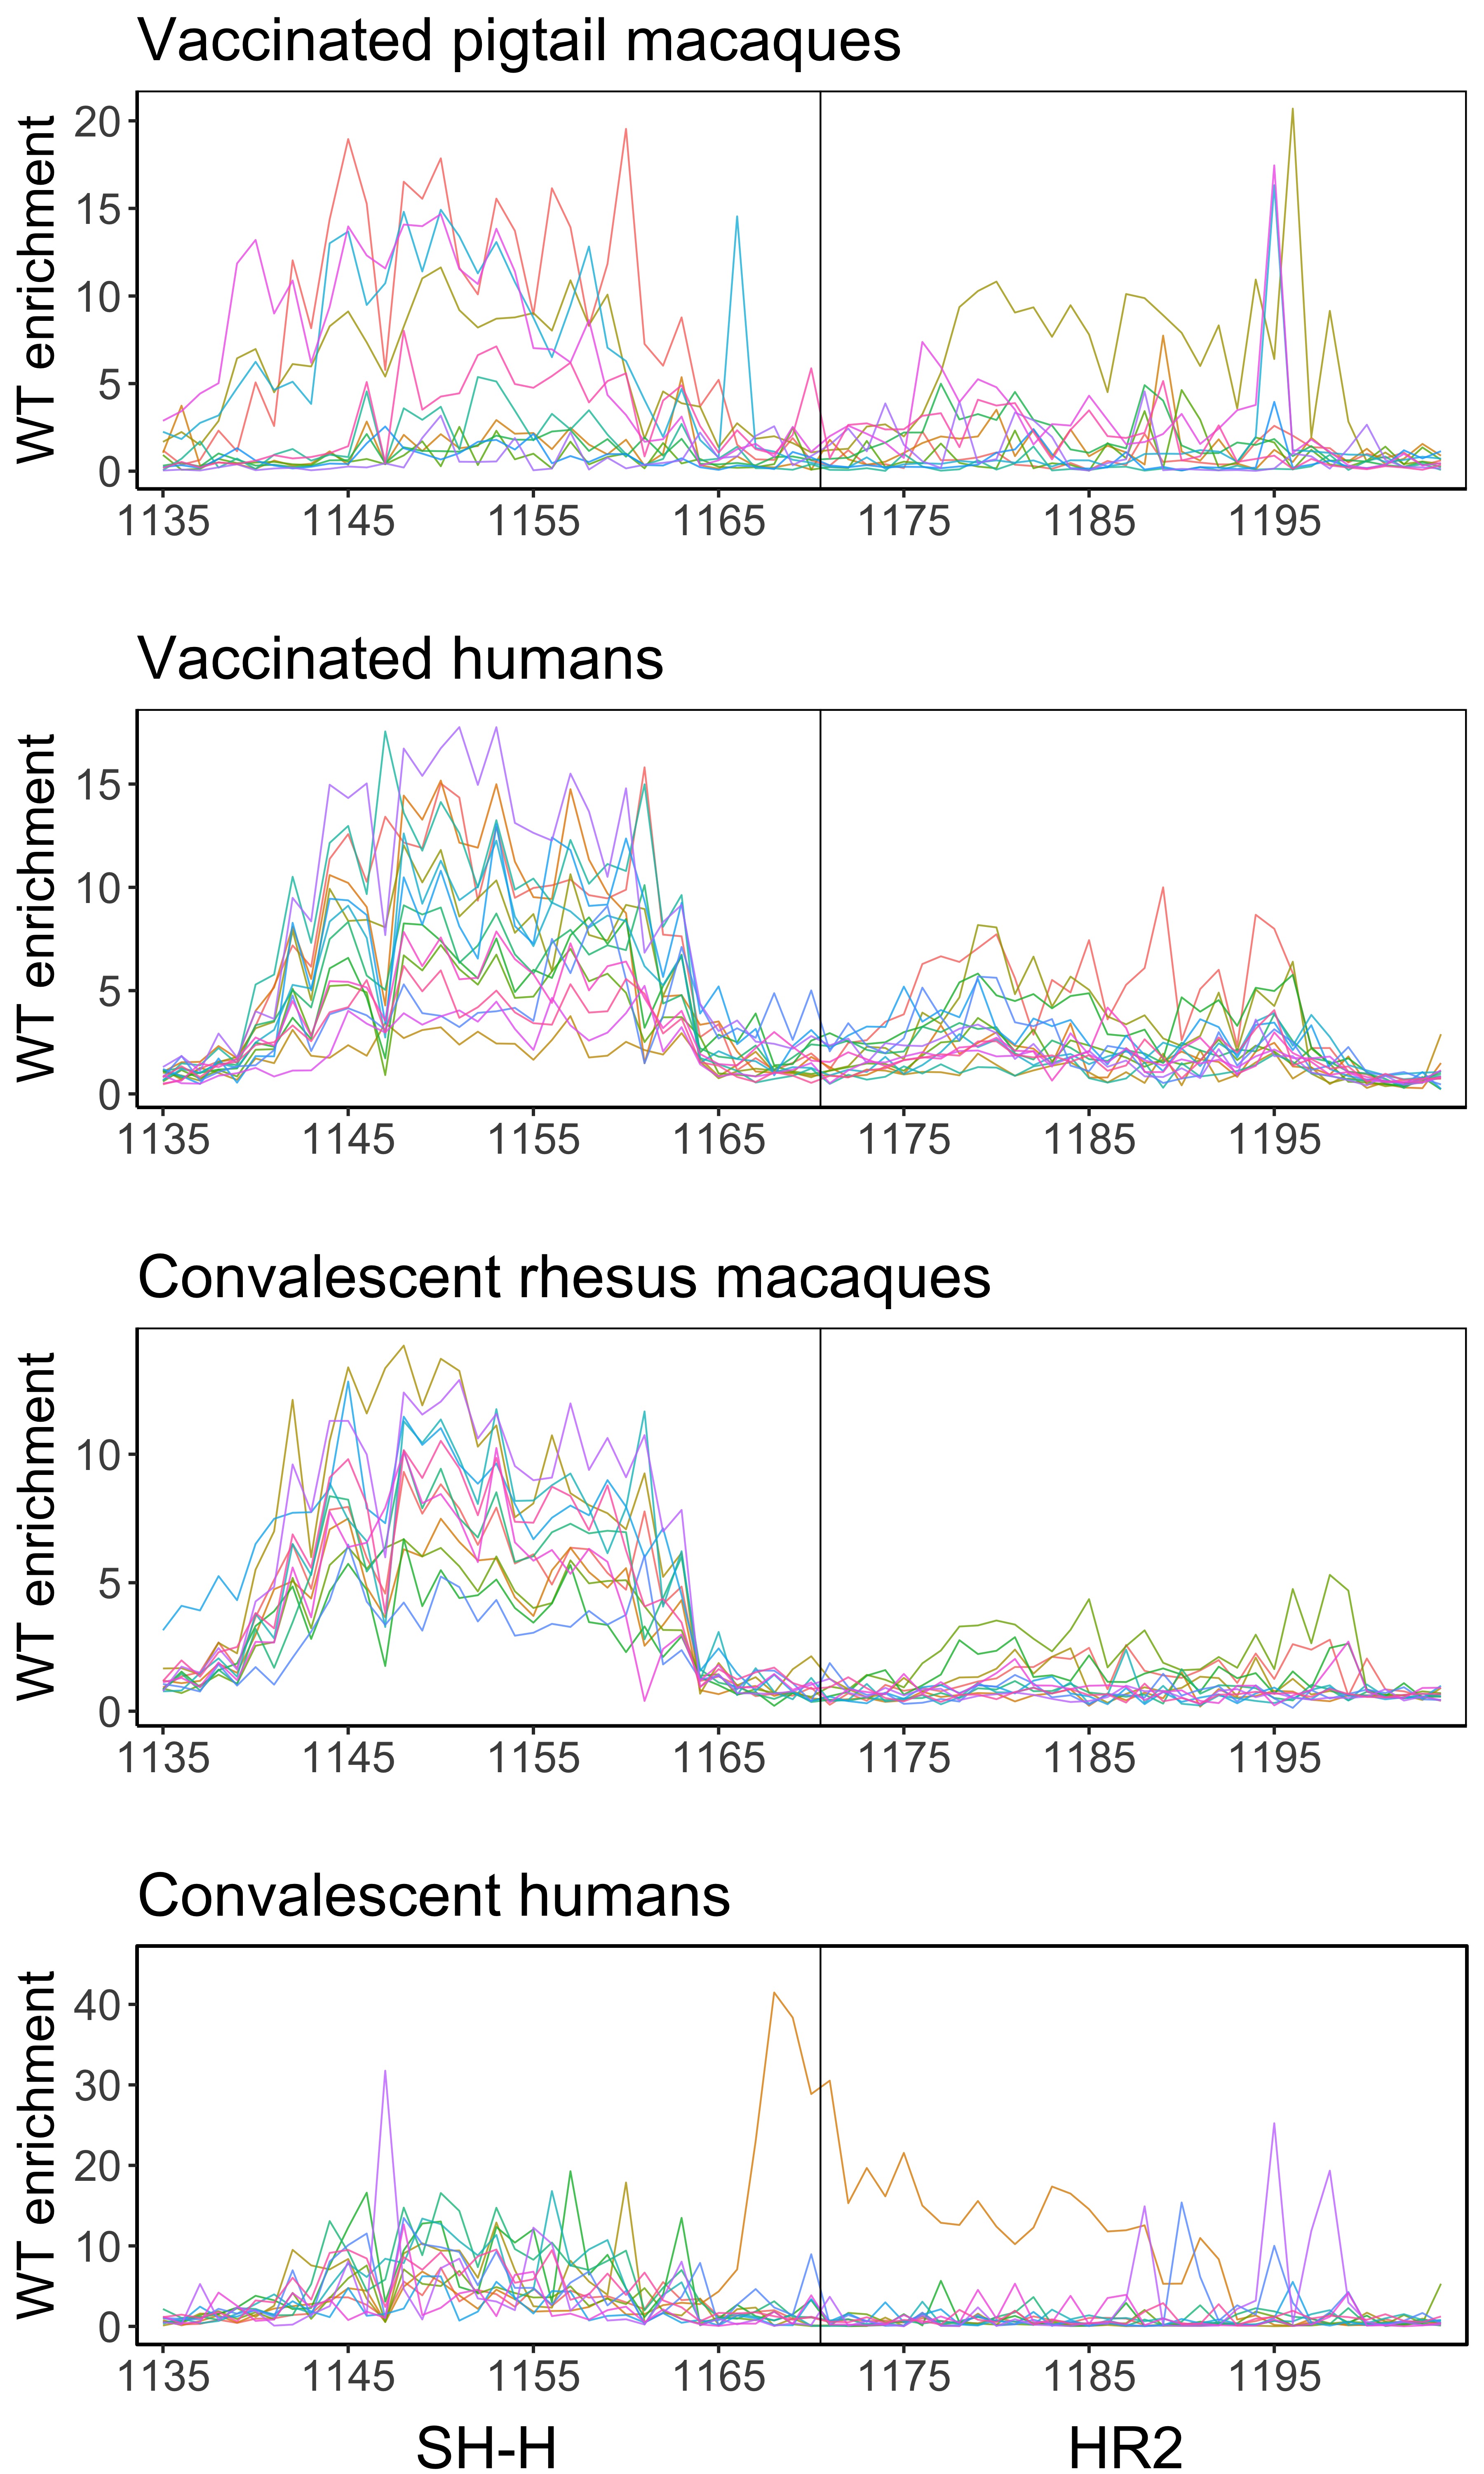 Vaccinated pigtail macaques
WT enrichment
20
15
10
5
0
1135 1145 1155 1165 1175 1185 1195
Vaccinated humans
WT enrichment
15
10
5
0
1135 1145 1155 1165 1175 1185 1195
Convalescent rhesus macaques
WT enrichment
10
5
0
1135 1145 1155 1165 1175 1185 1195
Convalescent humans
WT enrichment
40
30
20
10
0
1135 1145 1155 1165 1175 1185 1195
SH-H HR2